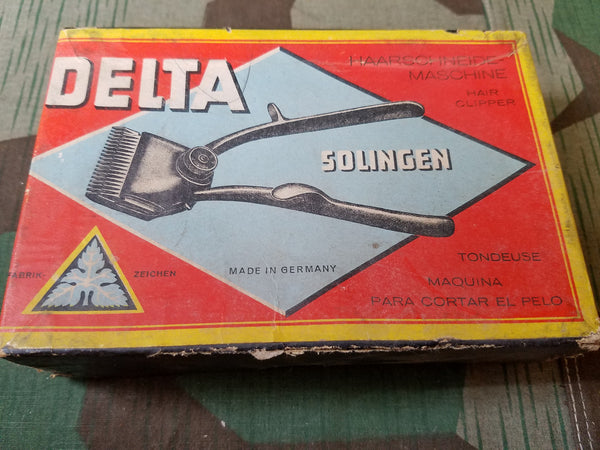 DELTA
HAARSCHNEIDE-
MASCHINE
HAIR
CLIPPER
SOLINGEN
FABRIK-
ZEICHEN
MADE IN GERMANY
TONDEUSE
MAQUINA
PARA CORTAR EL PELO